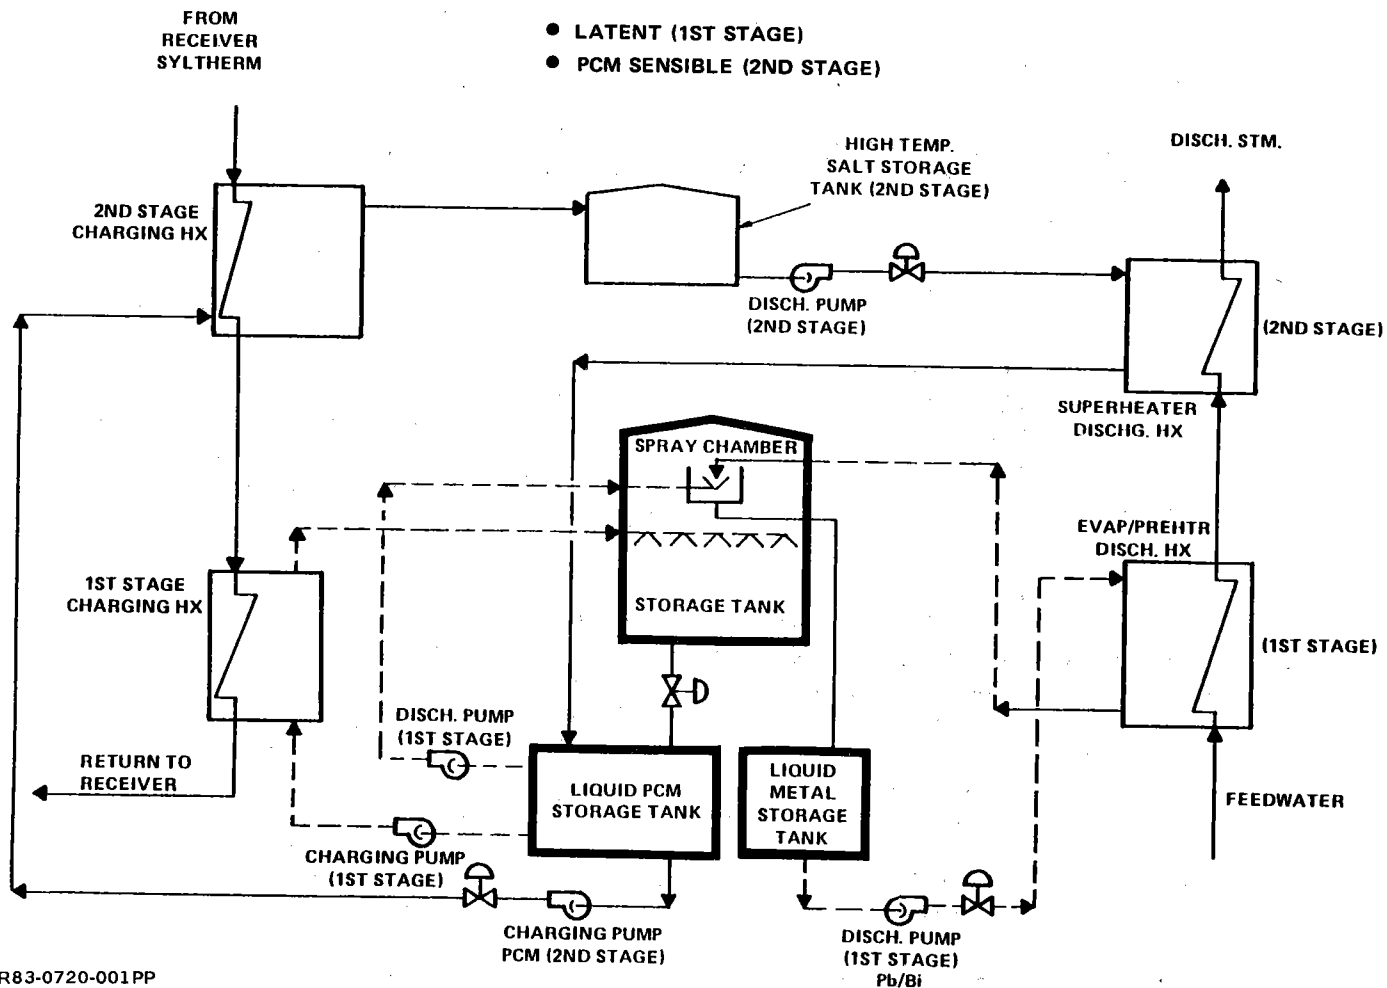 FROM
RECEIVER
SYLTHERM
● LATENT (1ST STAGE)
● PCM SENSIBLE (2ND STAGE)
HIGH TEMP.
SALT STORAGE
TANK (2ND STAGE)
DISCH. STM.
2ND STAGE
CHARGING HX
DISCH. PUMP
(2ND STAGE)
(2ND STAGE)
SUPERHEATER
DISCHG. HX
SPRAY CHAMBER
EVAP/PREHTR
DISCH. HX
1ST STAGE
CHARGING HX
STORAGE TANK
(1ST STAGE)
DISCH. PUMP
(1ST STAGE)
RETURN TO
RECEIVER
LIQUID PCM
STORAGE TANK
LIQUID
METAL
STORAGE
TANK
FEEDWATER
CHARGING PUMP
(1ST STAGE)
CHARGING PUMP
PCM (2ND STAGE)
DISCH. PUMP
(1ST STAGE)
Pb/Bi
R83-0720-001PP